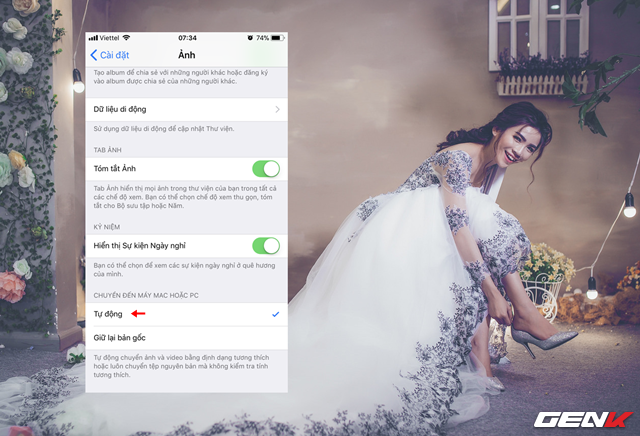 Viettel 07:34 74%
Cài đặt Ảnh
Tạo album để chia sẻ với những người khác hoặc đăng ký
vào album được chia sẻ của những người khác.
Dữ liệu di động
Sử dụng dữ liệu di động để cập nhật Thư viện.
TAB ẢNH
Tóm tắt Ảnh
Tab Ảnh hiển thị mọi ảnh trong thư viện của bạn trong tất cả
các chế độ xem. Bạn có thể chọn chế độ xem thu gọn, tóm
tắt cho Bộ sưu tập hoặc Năm.
KỶ NIỆM
Hiển thị Sự kiện Ngày nghỉ
Bạn có thể chọn để xem các sự kiện ngày nghỉ ở quê hương
của mình.
CHUYỂN ĐẾN MÁY MAC HOẶC PC
Tự động
Giữ lại bản gốc
Tự động chuyển ảnh và video bằng định dạng tương thích
hoặc luôn chuyển tệp nguyên bản mà không kiểm tra tính
tương thích.
GENK